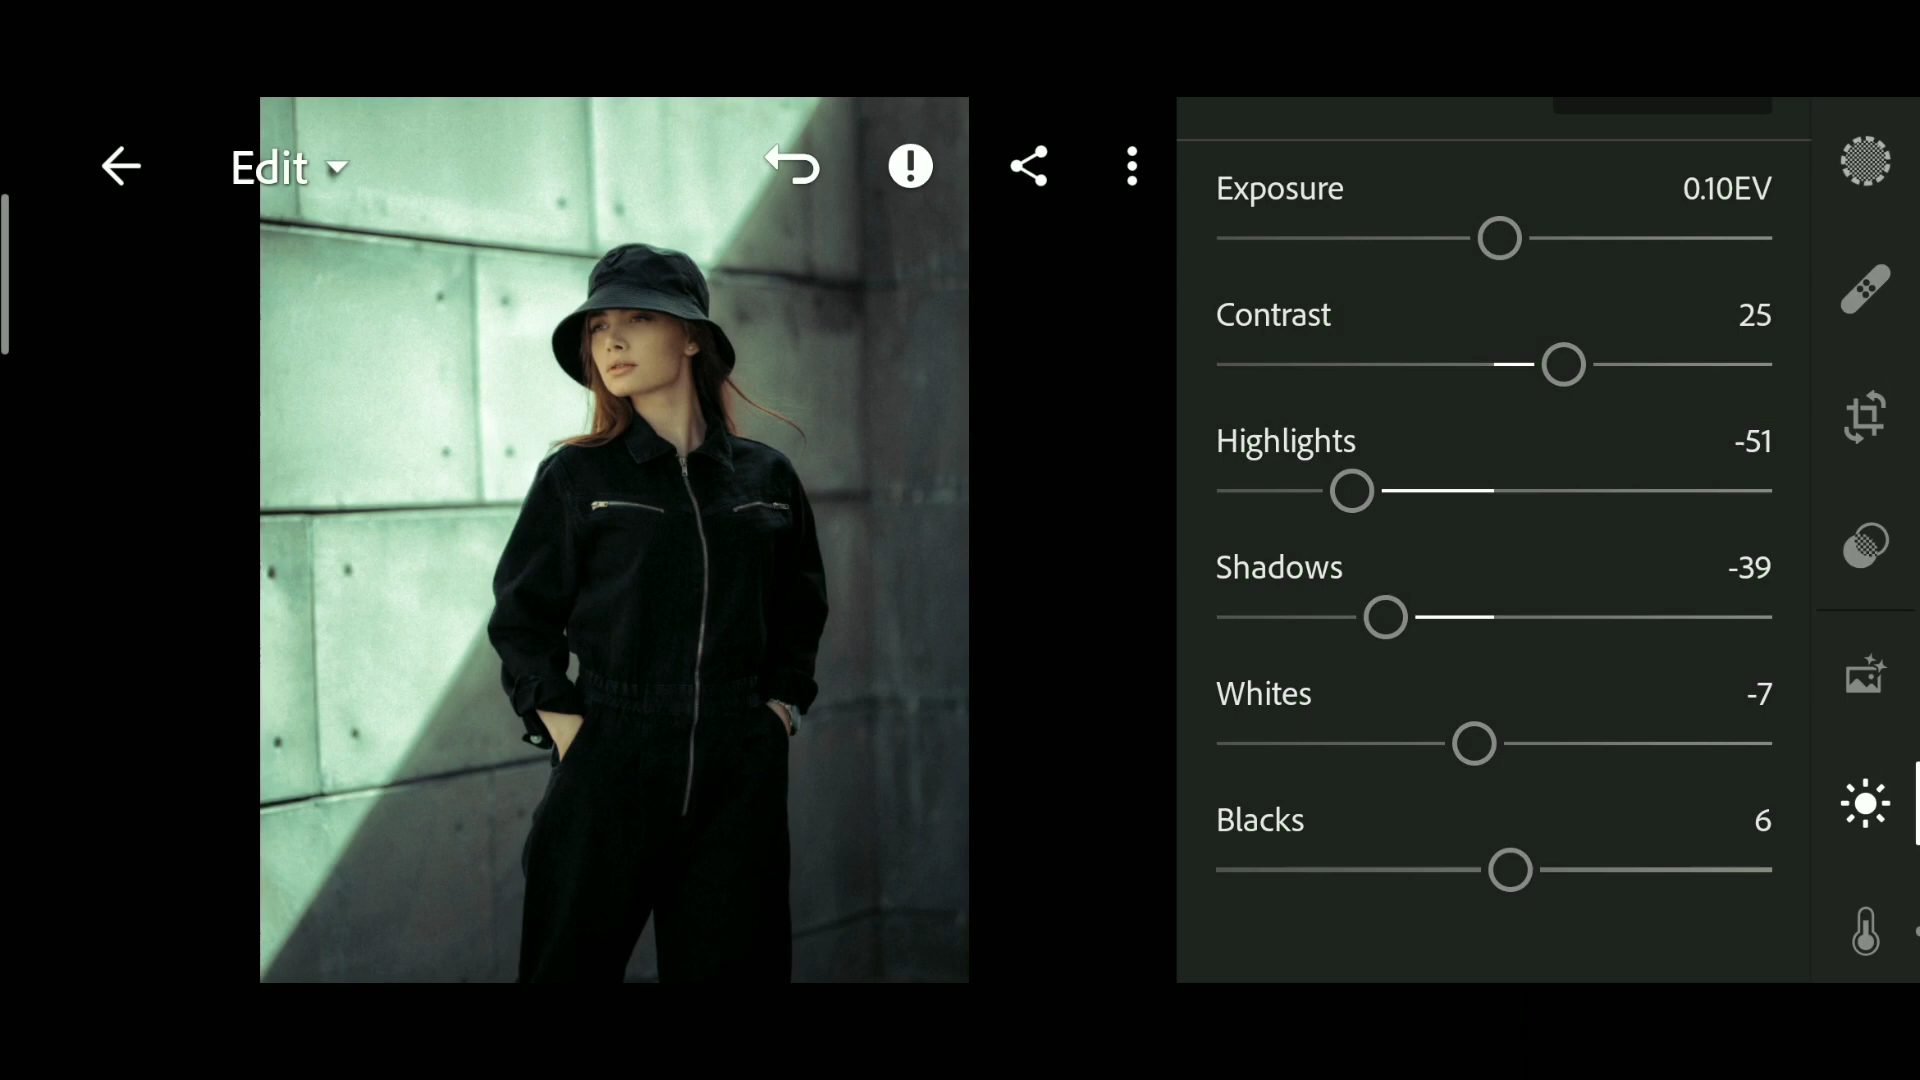 Edit
Exposure 0.10EV
Contrast 25
Highlights -51
Shadows -39
Whites -7
Blacks 6